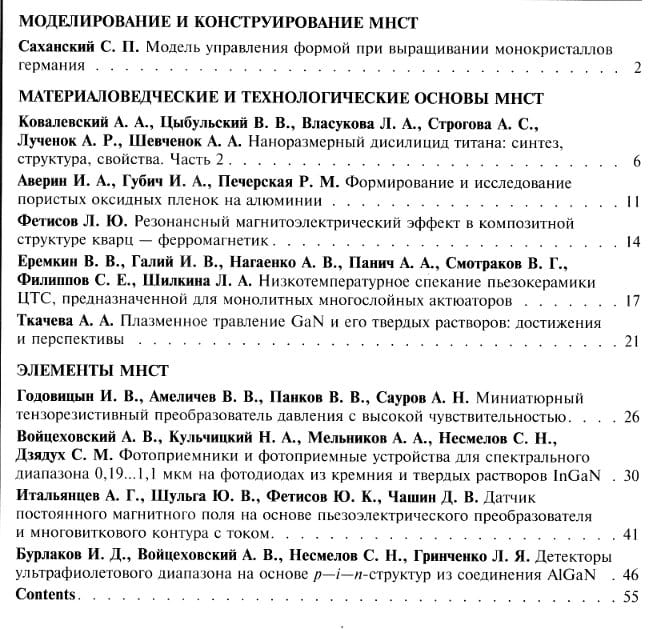 МОДЕЛИРОВАНИЕ И КОНСТРУИРОВАНИЕ МНСТ
Саханский С. П. Модель управления формой при выращивании монокристаллов
германия . . . . . . . . . . . . . . . . . . . . . . . . . . . . . . 2
МАТЕРИАЛОВЕДЧЕСКИЕ И ТЕХНОЛОГИЧЕСКИЕ ОСНОВЫ МНСТ
Ковалевский А. А., Цыбульский В. В., Власукова Л. А., Строгова А. С.,
Лученок А. Р., Шевченок А. А. Наноразмерный дисилицид титана: синтез,
структура, свойства. Часть 2 . . . . . . . . . . . . . . . . . . . . . . 6
Аверин И. А., Губич И. А., Печерская Р. М. Формирование и исследование
пористых оксидных пленок на алюминии . . . . . . . . . . . . . . . . 11
Фетисов Л. Ю. Резонансный магнитоэлектрический эффект в композитной
структуре кварц — ферромагнетик . . . . . . . . . . . . . . . . . . . 14
Еремкин В. В., Галий И. В., Нагаенко А. В., Панич А. А., Смотраков В. Г.,
Филиппов С. Е., Шилкина Л. А. Низкотемпературное спекание пьезокерамики
ЦТС, предназначенной для монолитных многослойных актюаторов . . . . . . 17
Ткачева А. А. Плазменное травление GaN и его твердых растворов: достижения
и перспективы . . . . . . . . . . . . . . . . . . . . . . . . . . . . 21
ЭЛЕМЕНТЫ МНСТ
Годовицын И. В., Амеличев В. В., Панков В. В., Сауров А. Н. Миниатюрный
тензорезистивный преобразователь давления с высокой чувствительностью. . . . 26
Войцеховский А. В., Кульчицкий Н. А., Мельников А. А., Несмелов С. Н.,
Дзядух С. М. Фотоприемники и фотоприемные устройства для спектрального
диапазона 0,19...1,1 мкм на фотодиодах из кремния и твердых растворов InGaN . 30
Итальянцев А. Г., Шульга Ю. В., Фетисов Ю. К., Чашин Д. В. Датчик
постоянного магнитного поля на основе пьезоэлектрического преобразователя
и многовиткового контура с током. . . . . . . . . . . . . . . . . . . . 41
Бурлаков И. Д., Войцеховский А. В., Несмелов С. Н., Гринченко Л. Я. Детекторы
ультрафиолетового диапазона на основе p—i—n-структур из соединения AlGaN . 46
Contents. . . . . . . . . . . . . . . . . . . . . . . . . . . . . . . 55